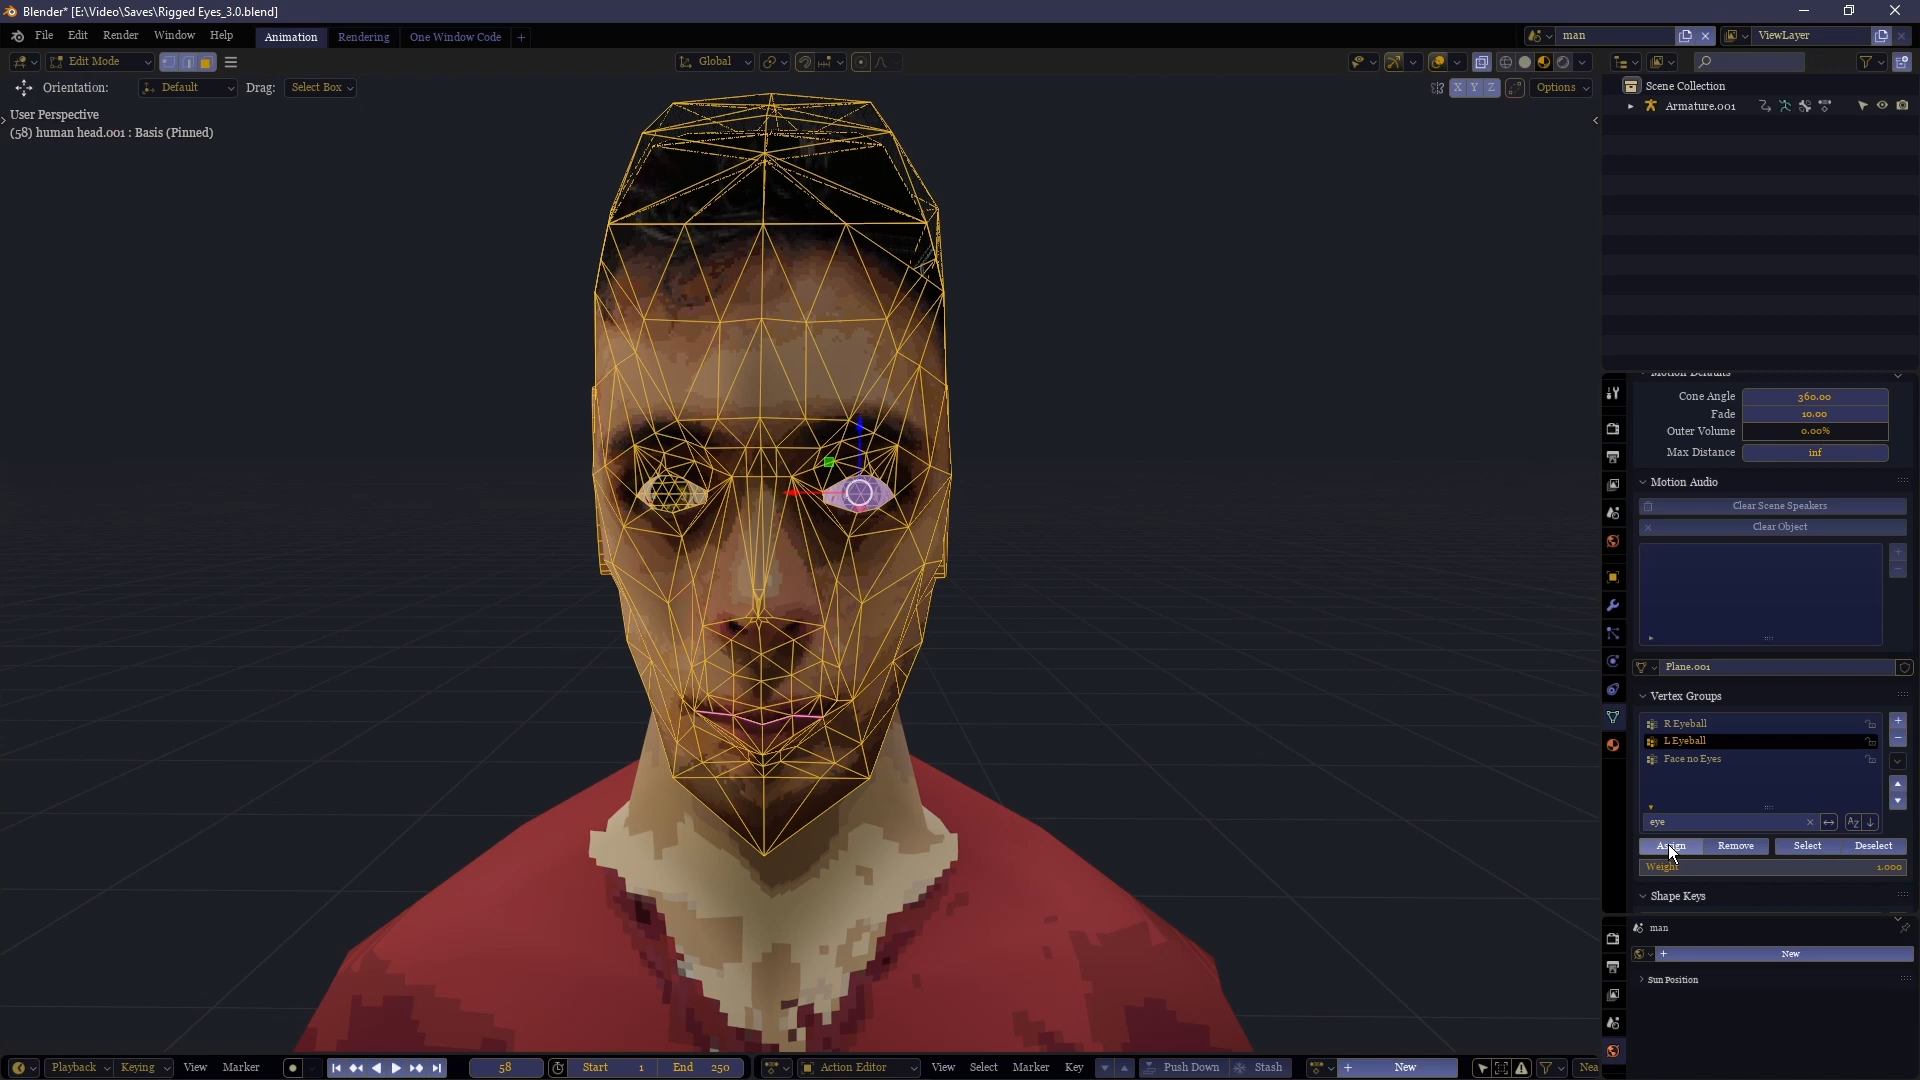 Blender* [E:\Video\Saves\Rigged Eyes_3.0.blend]
File Edit Render Window Help Animation Rendering One Window Code + man ViewLayer
Edit Mode Global
Orientation: Default Drag: Select Box X Y Z Options
User Perspective
(58) human head.001 : Basis (Pinned)
Scene Collection
Armature.001
Motion Defaults
Cone Angle 360.00
Fade 10.00
Outer Volume 0.00%
Max Distance inf
Motion Audio
Clear Scene Speakers
Clear Object
Plane.001
Vertex Groups
R Eyeball
L Eyeball
Face no Eyes
eye
Assign Remove Select Deselect
Weight 1.000
Shape Keys
man
New
Sun Position
Playback Keying View Marker 58 Start 1 End 250 Action Editor View Select Marker Key Push Down Stash New Nea